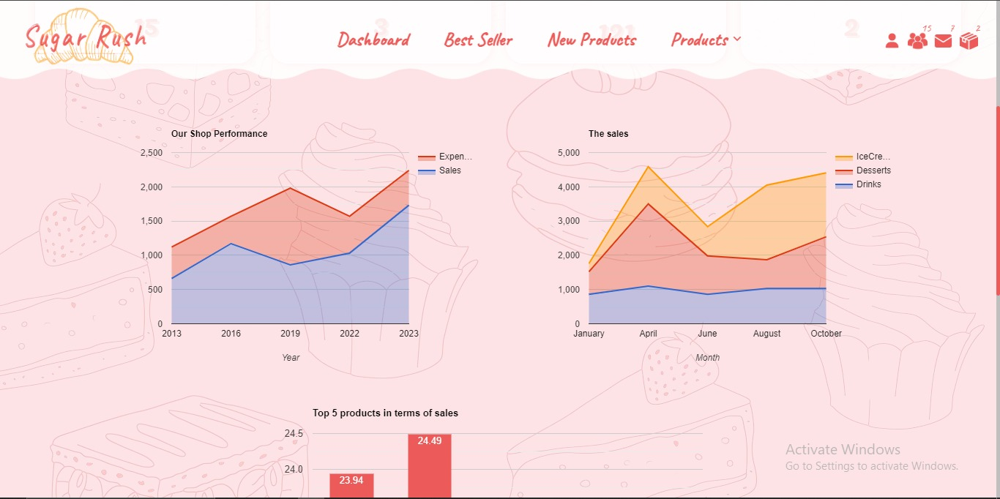 Sugar Rush
15
3
121
2
Dashboard
Best Seller
New Products
Products
15
7
2
Our Shop Performance
2,500
2,000
1,500
1,000
500
0
2013 2016 2019 2022 2023
Year
Expen...
Sales
The sales
5,000
4,000
3,000
2,000
1,000
0
January April June August October
Month
IceCre...
Desserts
Drinks
Top 5 products in terms of sales
24.5
24.0
23.94
24.49
Activate Windows
Go to Settings to activate Windows.